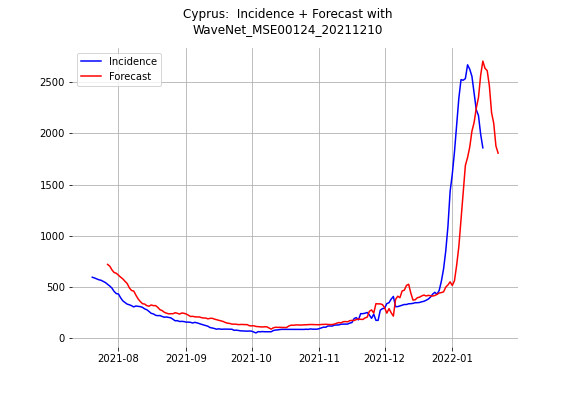 Cyprus:  Incidence + Forecast with
WaveNet_MSE00124_20211210
Incidence
Forecast
2500
2000
1500
1000
500
0
2021-08 2021-09 2021-10 2021-11 2021-12 2022-01